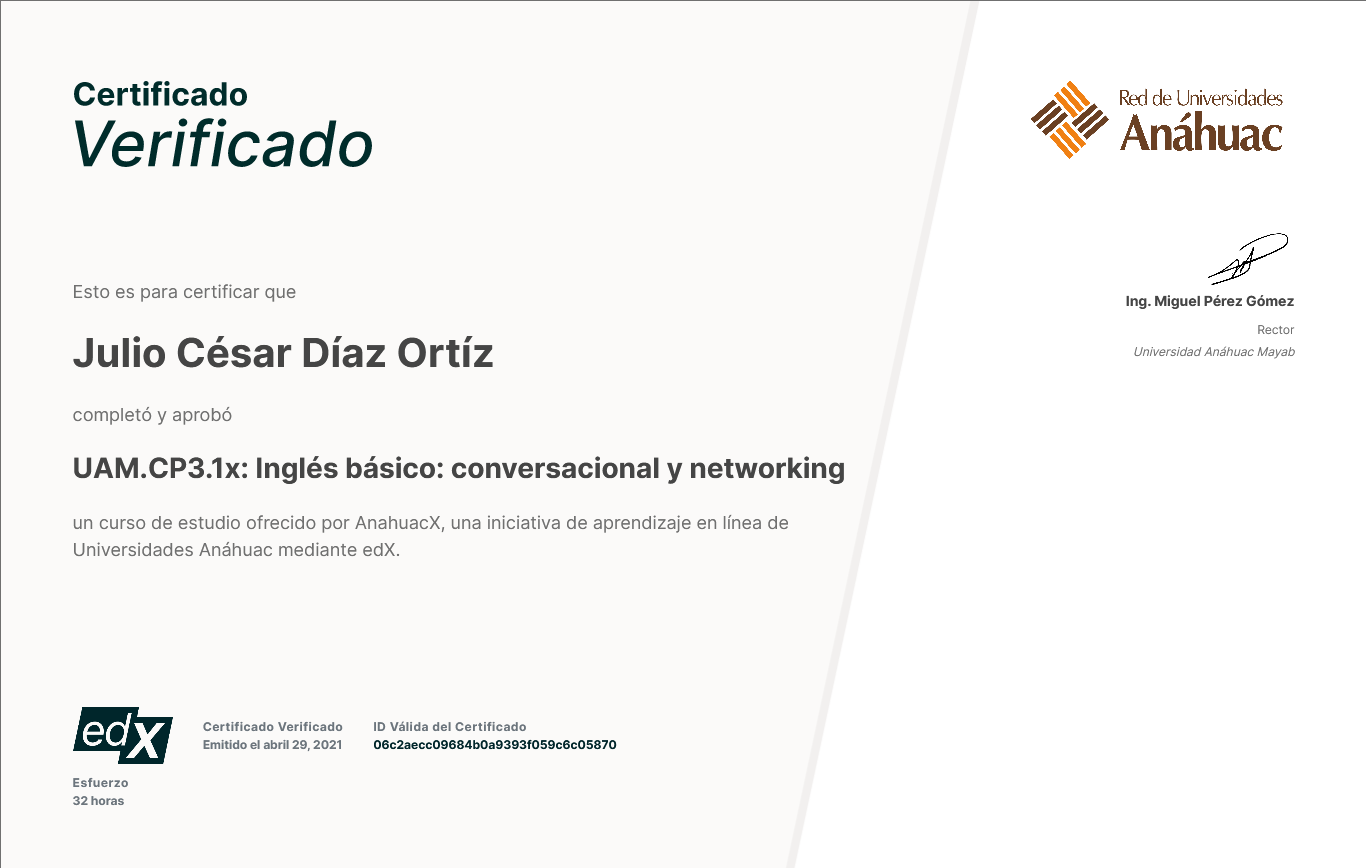 Certificado
Verificado
Esto es para certificar que
Julio César Díaz Ortíz
completó y aprobó
UAM.CP3.1x: Inglés básico: conversacional y networking
un curso de estudio ofrecido por AnahuacX, una iniciativa de aprendizaje en línea de
Universidades Anáhuac mediante edX.
Red de Universidades
Anáhuac
Ing. Miguel Pérez Gómez
Rector
Universidad Anáhuac Mayab
edX
Certificado Verificado
Emitido el abril 29, 2021
ID Válida del Certificado
06c2aecc09684b0a9393f059c6c05870
Esfuerzo
32 horas